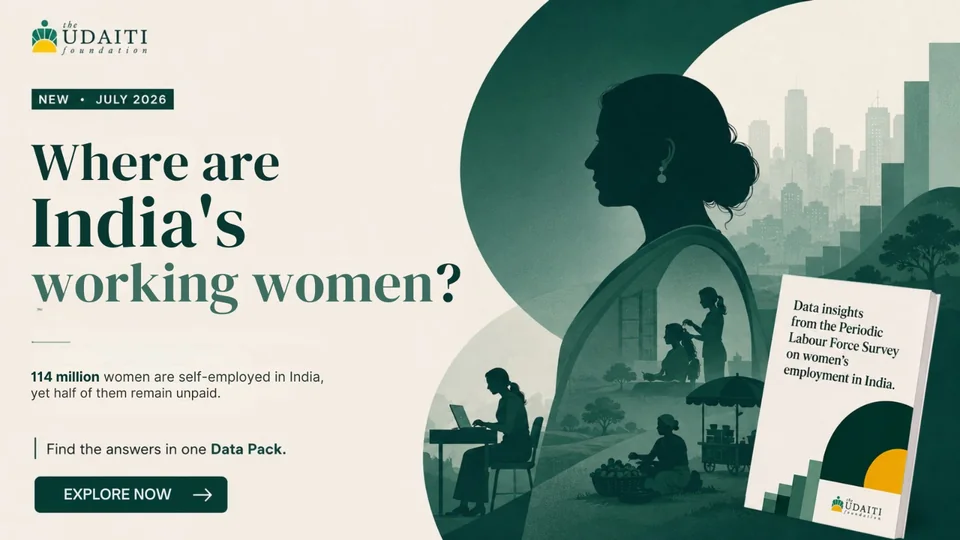 the
UDAITI
foundation
NEW • JULY 2026
Where are
India's
working women?
114 million women are self-employed in India,
yet half of them remain unpaid.
Find the answers in one Data Pack.
EXPLORE NOW →
Data insights
from the Periodic
Labour Force Survey
on women's
employment in India.
the
UDAITI
foundation